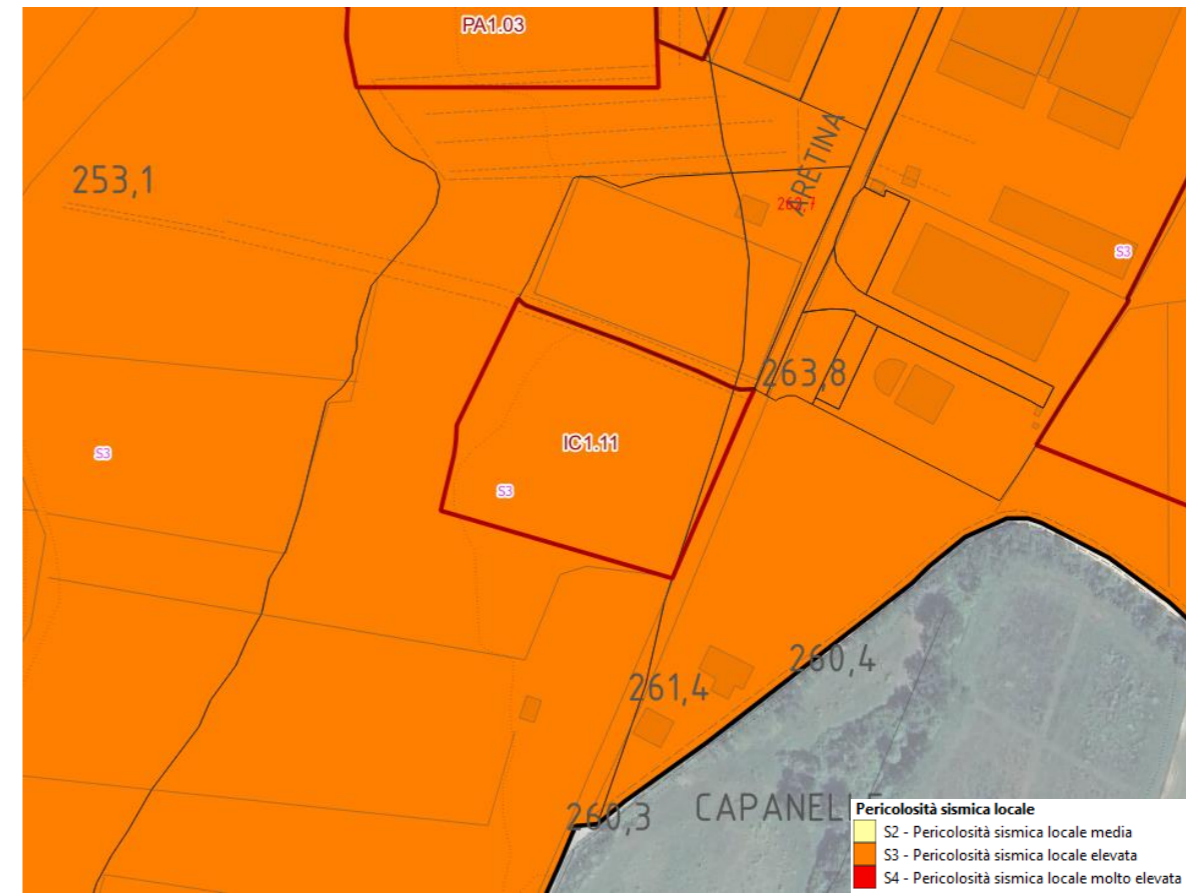 PA1.03
ARETINA
253,1
S3
263,8
IC1.11
S3
S3
260,4
261,4
260,3
CAPANELLE
Pericolosità sismica locale
S2 - Pericolosità sismica locale media
S3 - Pericolosità sismica locale elevata
S4 - Pericolosità sismica locale molto elevata